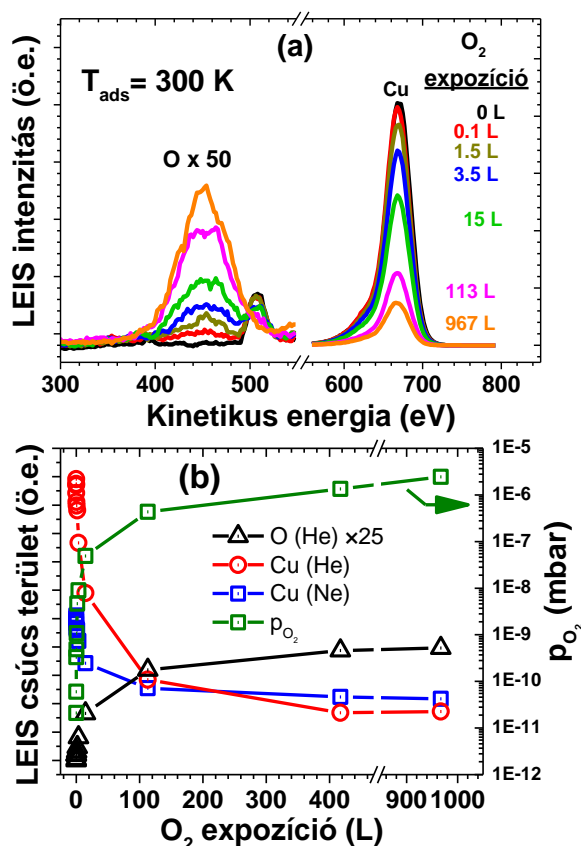 (a)
O₂
expozíció
T_ads= 300 K
Cu
0 L
0.1 L
1.5 L
3.5 L
O x 50
15 L
113 L
967 L
LEIS intenzitás (ö.e.)
300 400 500 600 700 800
Kinetikus energia (eV)
(b)
1E-5
1E-6
1E-7
1E-8
1E-9
1E-10
1E-11
1E-12
O (He) ×25
Cu (He)
Cu (Ne)
p_O₂
LEIS csúcs terület (ö.e.)
p_O₂ (mbar)
0 100 200 300 400 900 1000
O₂ expozíció (L)